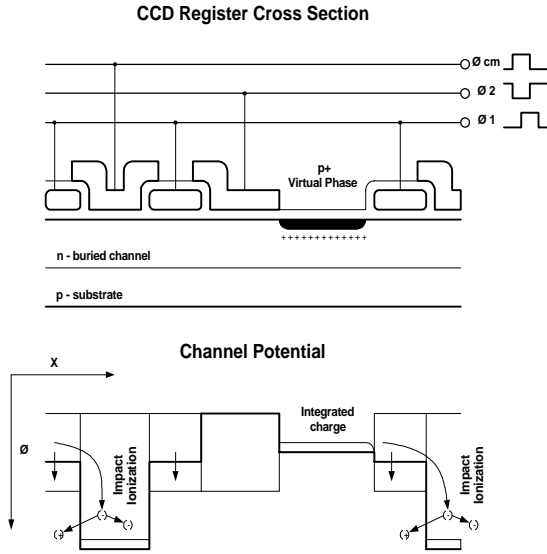 CCD Register Cross Section
Ø cm
Ø 2
Ø 1
p+
Virtual Phase
+++++++++++++
n - buried channel
p - substrate
Channel Potential
X
Ø
Impact
Ionization
Integrated
charge
Impact
Ionization
(-)
(+)
(-)
(-)
(+)
(-)